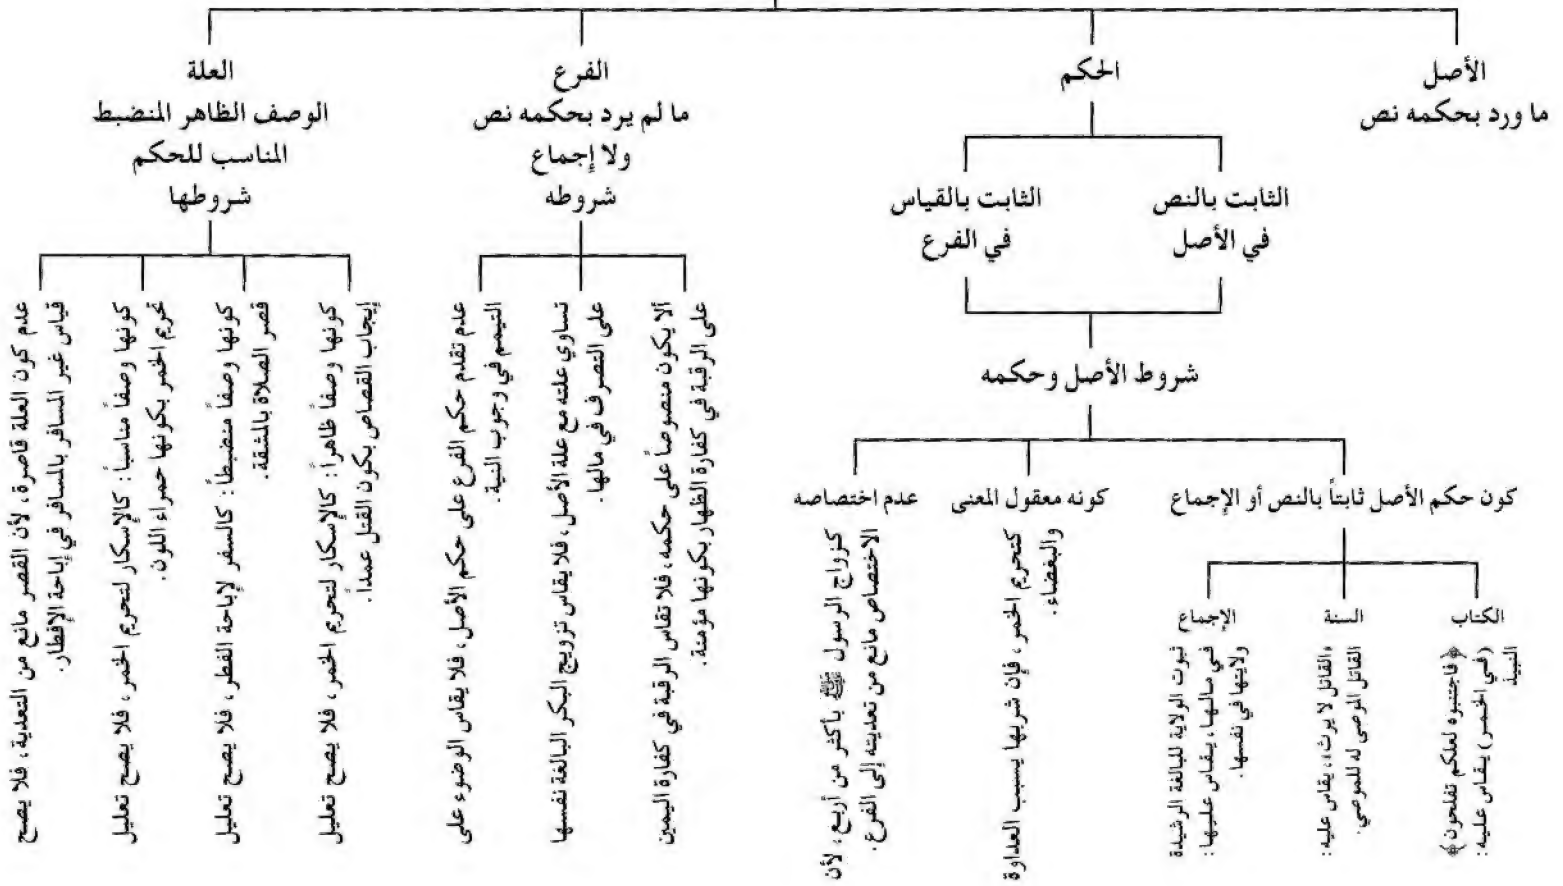 الأصل
ما ورد بحكمه نص
الحكم
الثابت بالنص
في الأصل
الثابت بالقياس
في الفرع
شروط الأصل وحكمه
كون حكم الأصل ثابتاً بالنص أو الإجماع
الكتاب
﴿فاجتنبوه لعلكم تفلحون﴾
(في الخمر) يقاس عليه:
النبيذ
السنة
«القاتل لا يرث»، يقاس عليه:
القاتل الموصى له للموصي.
الإجماع
ثبوت الولاية للبالغة الرشيدة
في مالها، يقاس عليها:
ولايتها في نفسها.
كونه معقول المعنى
كتحريم الخمر، فإن شربها يسبب العداوة
والبغضاء.
عدم اختصاصه
كزواج الرسول ﷺ بأكثر من أربع، لأن
الاختصاص مانع من تعديته إلى الفرع.
الفرع
ما لم يرد بحكمه نص
ولا إجماع
شروطه
ألا يكون منصوصاً على حكمه، فلا تقاس الرقبة في كفارة اليمين
على الرقبة في كفارة الظهار بكونها مؤمنة.
تساوي علته مع علة الأصل، فلا يقاس تزويج البكر البالغة نفسها
على التصرف في مالها.
عدم تقدم حكم الفرع على حكم الأصل، فلا يقاس الوضوء على
التيمم في وجوب النية.
العلة
الوصف الظاهر المنضبط
المناسب للحكم
شروطها
كونها وصفاً ظاهراً: كالإسكار لتحريم الخمر، فلا يصح تعليل
إيجاب القصاص بكون القتل عمداً.
كونها وصفاً منضبطاً: كالسفر لإباحة الفطر، فلا يصح تعليل
قصر الصلاة بالمشقة.
كونها وصفاً مناسباً: كالإسكار لتحريم الخمر، فلا يصح تعليل
تحريم الخمر بكونها حمراء اللون.
عدم كون العلة قاصرة، لأن القصر مانع من التعدية، فلا يصح
قياس غير المسافر بالمسافر في إباحة الإفطار.